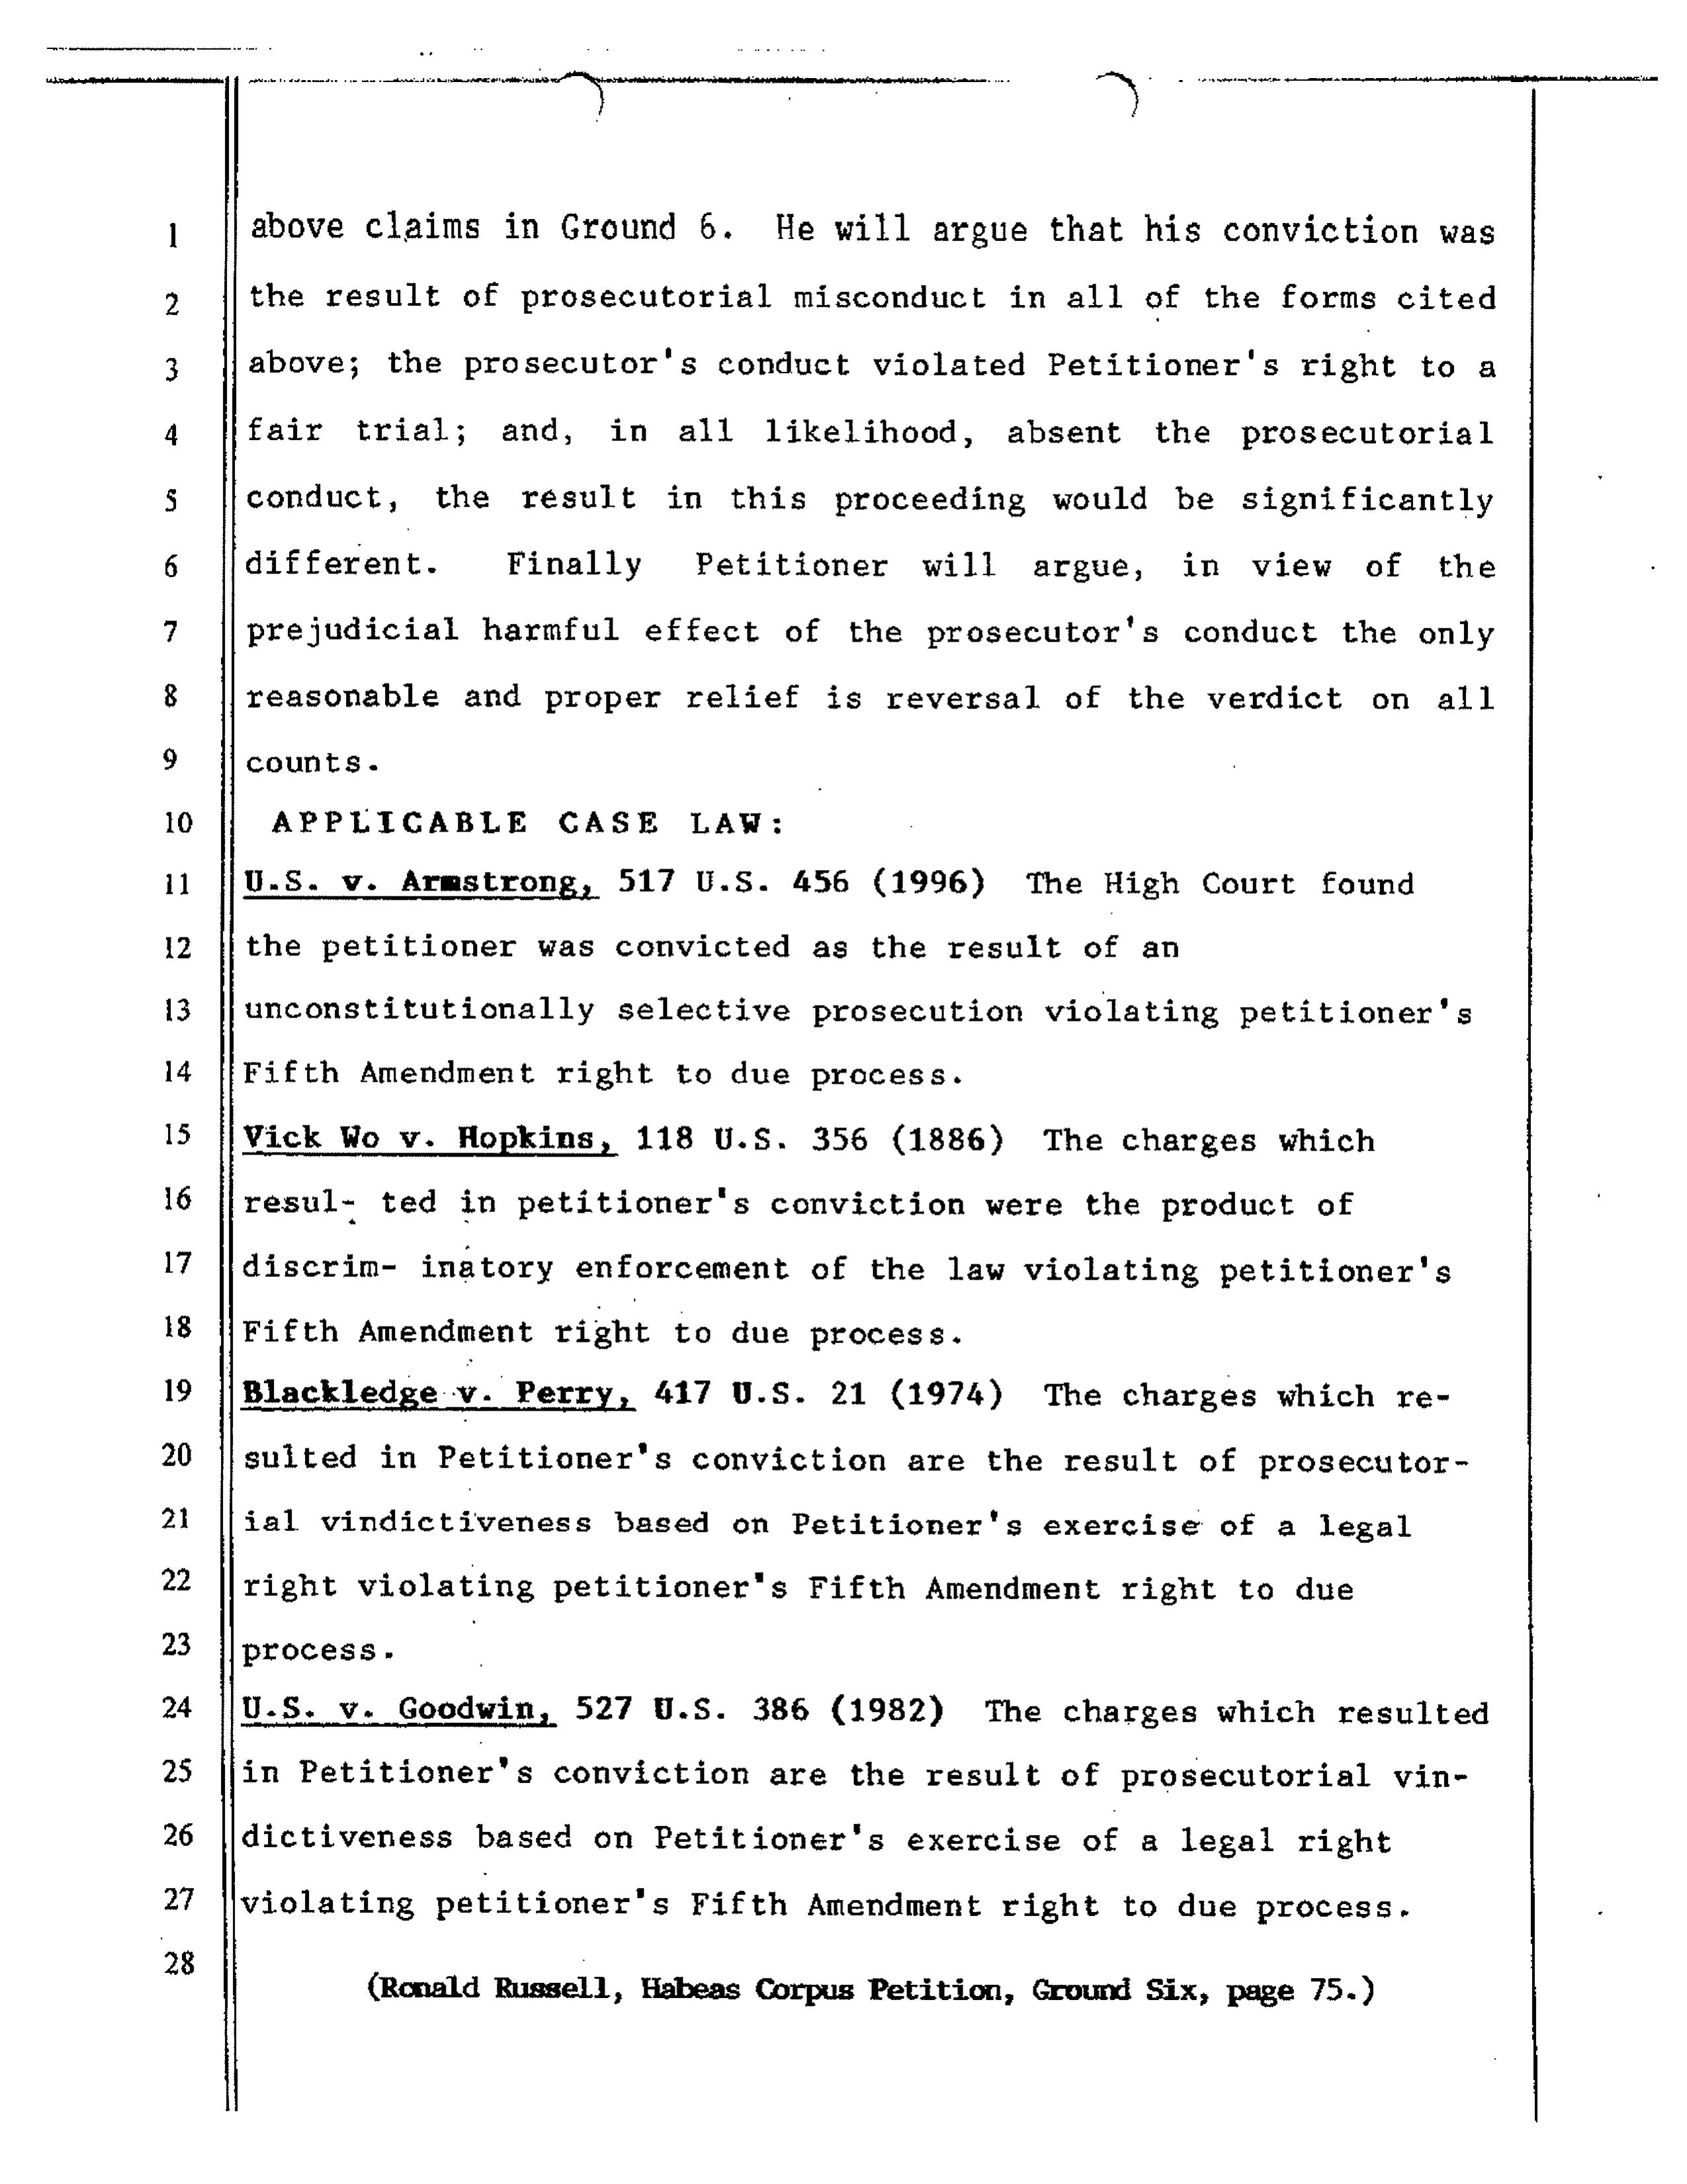 1 above claims in Ground 6. He will argue that his conviction was
2 the result of prosecutorial misconduct in all of the forms cited
3 above; the prosecutor's conduct violated Petitioner's right to a
4 fair trial; and, in all likelihood, absent the prosecutorial
5 conduct, the result in this proceeding would be significantly
6 different. Finally Petitioner will argue, in view of the
7 prejudicial harmful effect of the prosecutor's conduct the only
8 reasonable and proper relief is reversal of the verdict on all
9 counts.
10 APPLICABLE CASE LAW:
11 U.S. v. Armstrong, 517 U.S. 456 (1996) The High Court found
12 the petitioner was convicted as the result of an
13 unconstitutionally selective prosecution violating petitioner's
14 Fifth Amendment right to due process.
15 Vick Wo v. Hopkins, 118 U.S. 356 (1886) The charges which
16 resul- ted in petitioner's conviction were the product of
17 discrim- inatory enforcement of the law violating petitioner's
18 Fifth Amendment right to due process.
19 Blackledge v. Perry, 417 U.S. 21 (1974) The charges which re-
20 sulted in Petitioner's conviction are the result of prosecutor-
21 ial vindictiveness based on Petitioner's exercise of a legal
22 right violating petitioner's Fifth Amendment right to due
23 process.
24 U.S. v. Goodwin, 527 U.S. 386 (1982) The charges which resulted
25 in Petitioner's conviction are the result of prosecutorial vin-
26 dictiveness based on Petitioner's exercise of a legal right
27 violating petitioner's Fifth Amendment right to due process.
28
(Ronald Russell, Habeas Corpus Petition, Ground Six, page 75.)